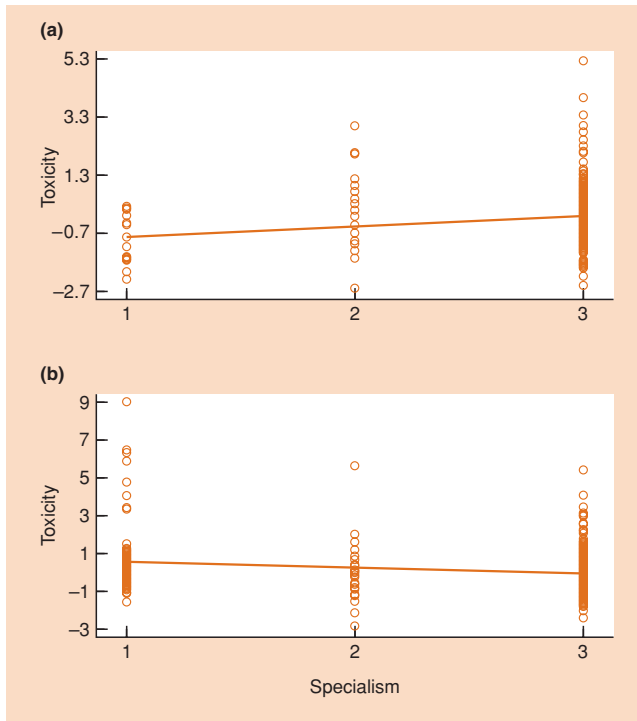 (a)
5.3
3.3
1.3
−0.7
−2.7
Toxicity
1 2 3
(b)
9
7
5
3
1
−1
−3
Toxicity
1 2 3
Specialism